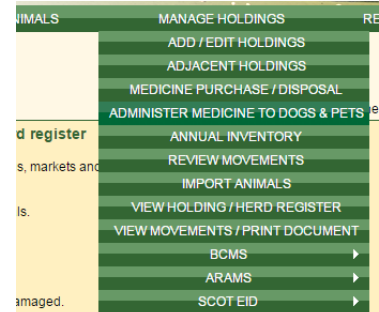 NIMALS MANAGE HOLDINGS RE
ADD / EDIT HOLDINGS
ADJACENT HOLDINGS
MEDICINE PURCHASE / DISPOSAL
ADMINISTER MEDICINE TO DOGS & PETS
d register
ANNUAL INVENTORY
REVIEW MOVEMENTS
s, markets and
IMPORT ANIMALS
ls.
VIEW HOLDING / HERD REGISTER
VIEW MOVEMENTS / PRINT DOCUMENT
BCMS
ARAMS
amaged.
SCOT EID